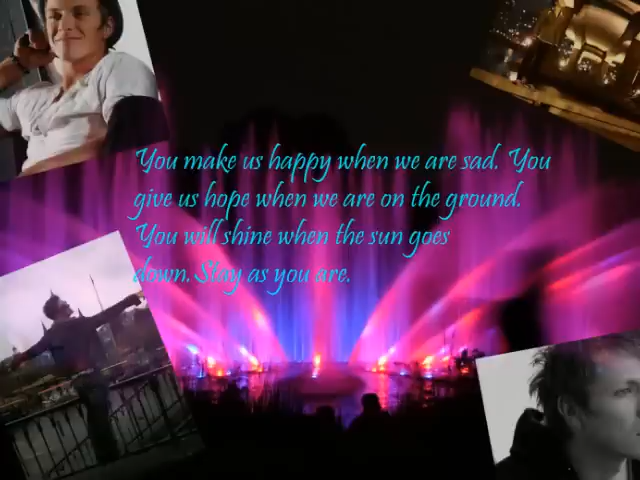 You make us happy when we are sad. You
give us hope when we are on the ground.
You will shine when the sun goes
down. Stay as you are.